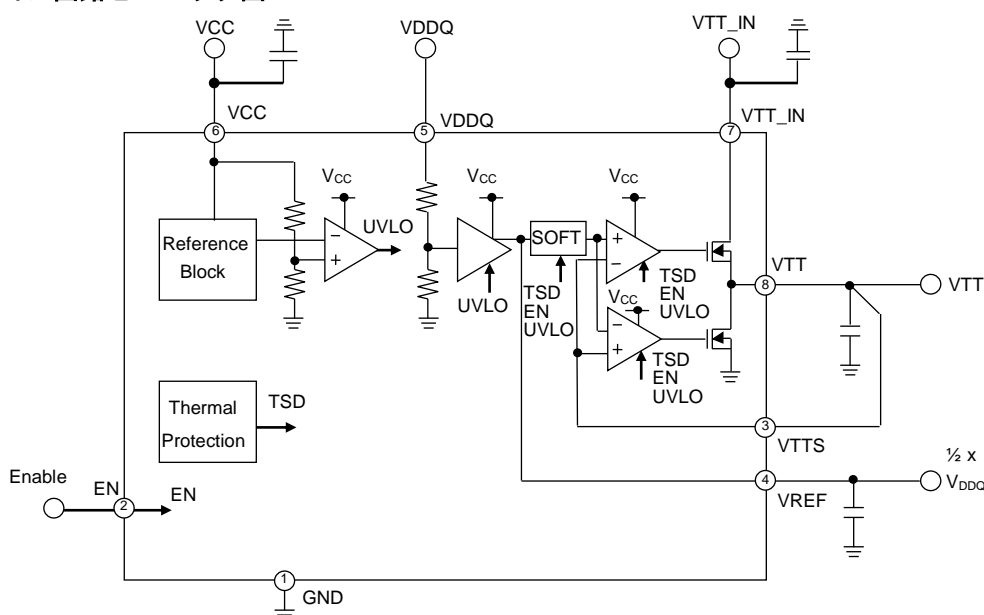 VCC
VDDQ
VTT_IN
VCC
VDDQ
VTT_IN
6
5
7
VCC
VCC
VCC
UVLO
Reference
Block
−
+
SOFT
+
−
VTT
8
VTT
UVLO
TSD
EN
UVLO
TSD
EN
UVLO
VCC
−
+
TSD
EN
UVLO
Thermal
Protection
TSD
3
VTTS
½ x
VDDQ
4
VREF
Enable
EN
2
EN
1
GND